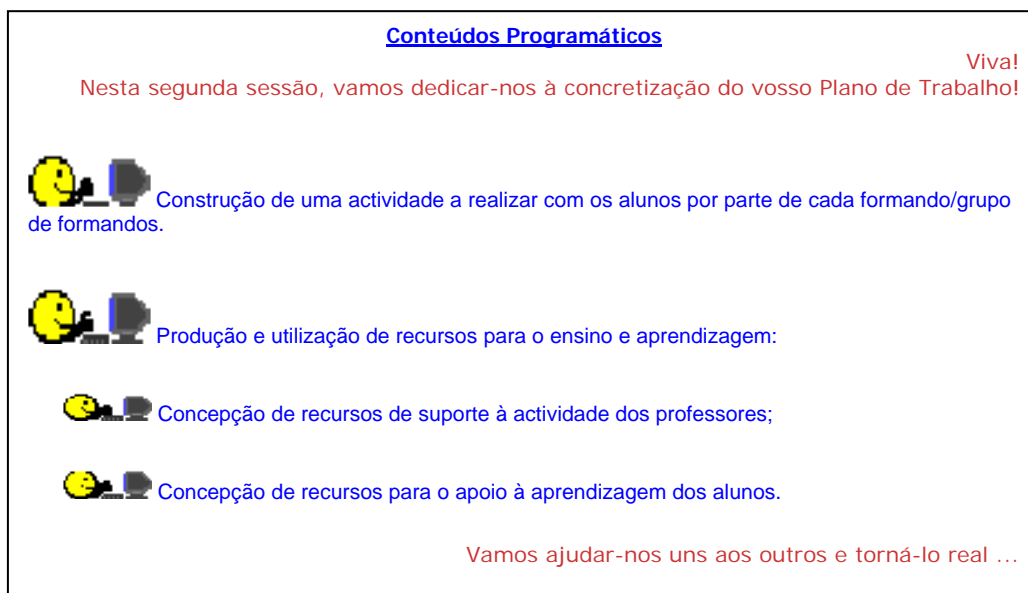 Conteúdos Programáticos
Viva!
Nesta segunda sessão, vamos dedicar-nos à concretização do vosso Plano de Trabalho!
Construção de uma actividade a realizar com os alunos por parte de cada formando/grupo
de formandos.
Produção e utilização de recursos para o ensino e aprendizagem:
Concepção de recursos de suporte à actividade dos professores;
Concepção de recursos para o apoio à aprendizagem dos alunos.
Vamos ajudar-nos uns aos outros e torná-lo real ...